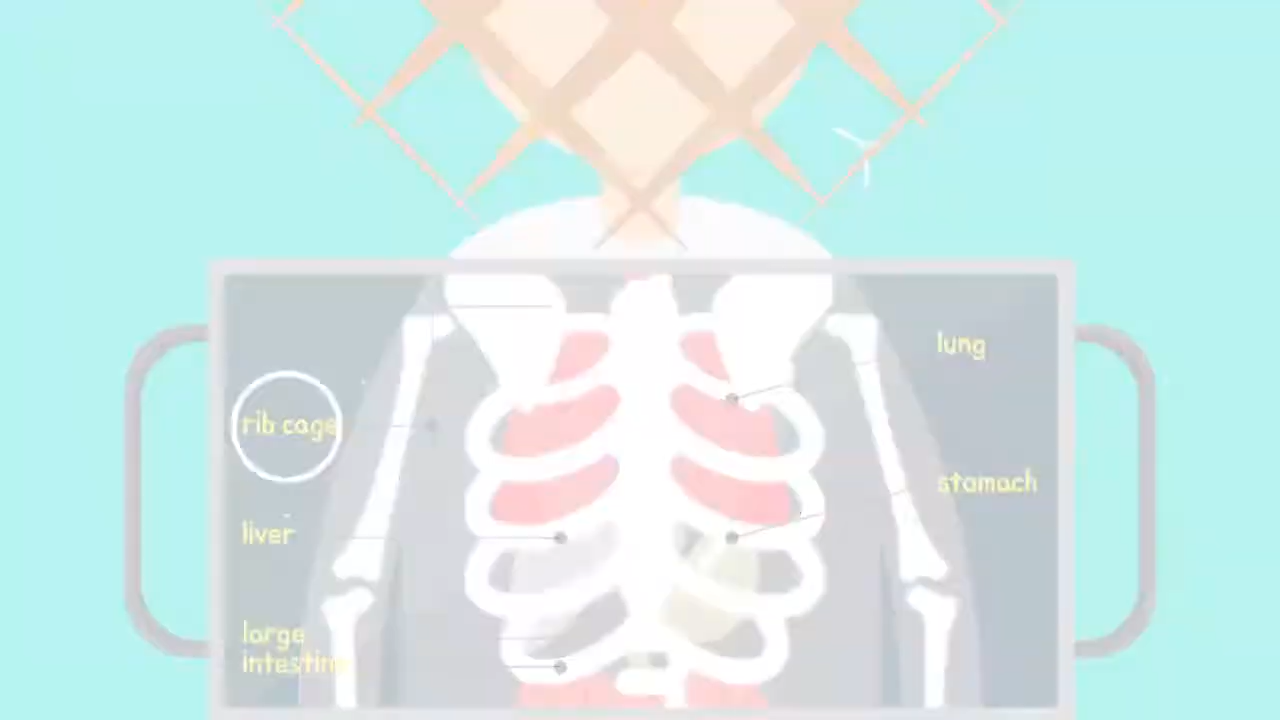 lung
rib cage
stomach
liver
large
intestine